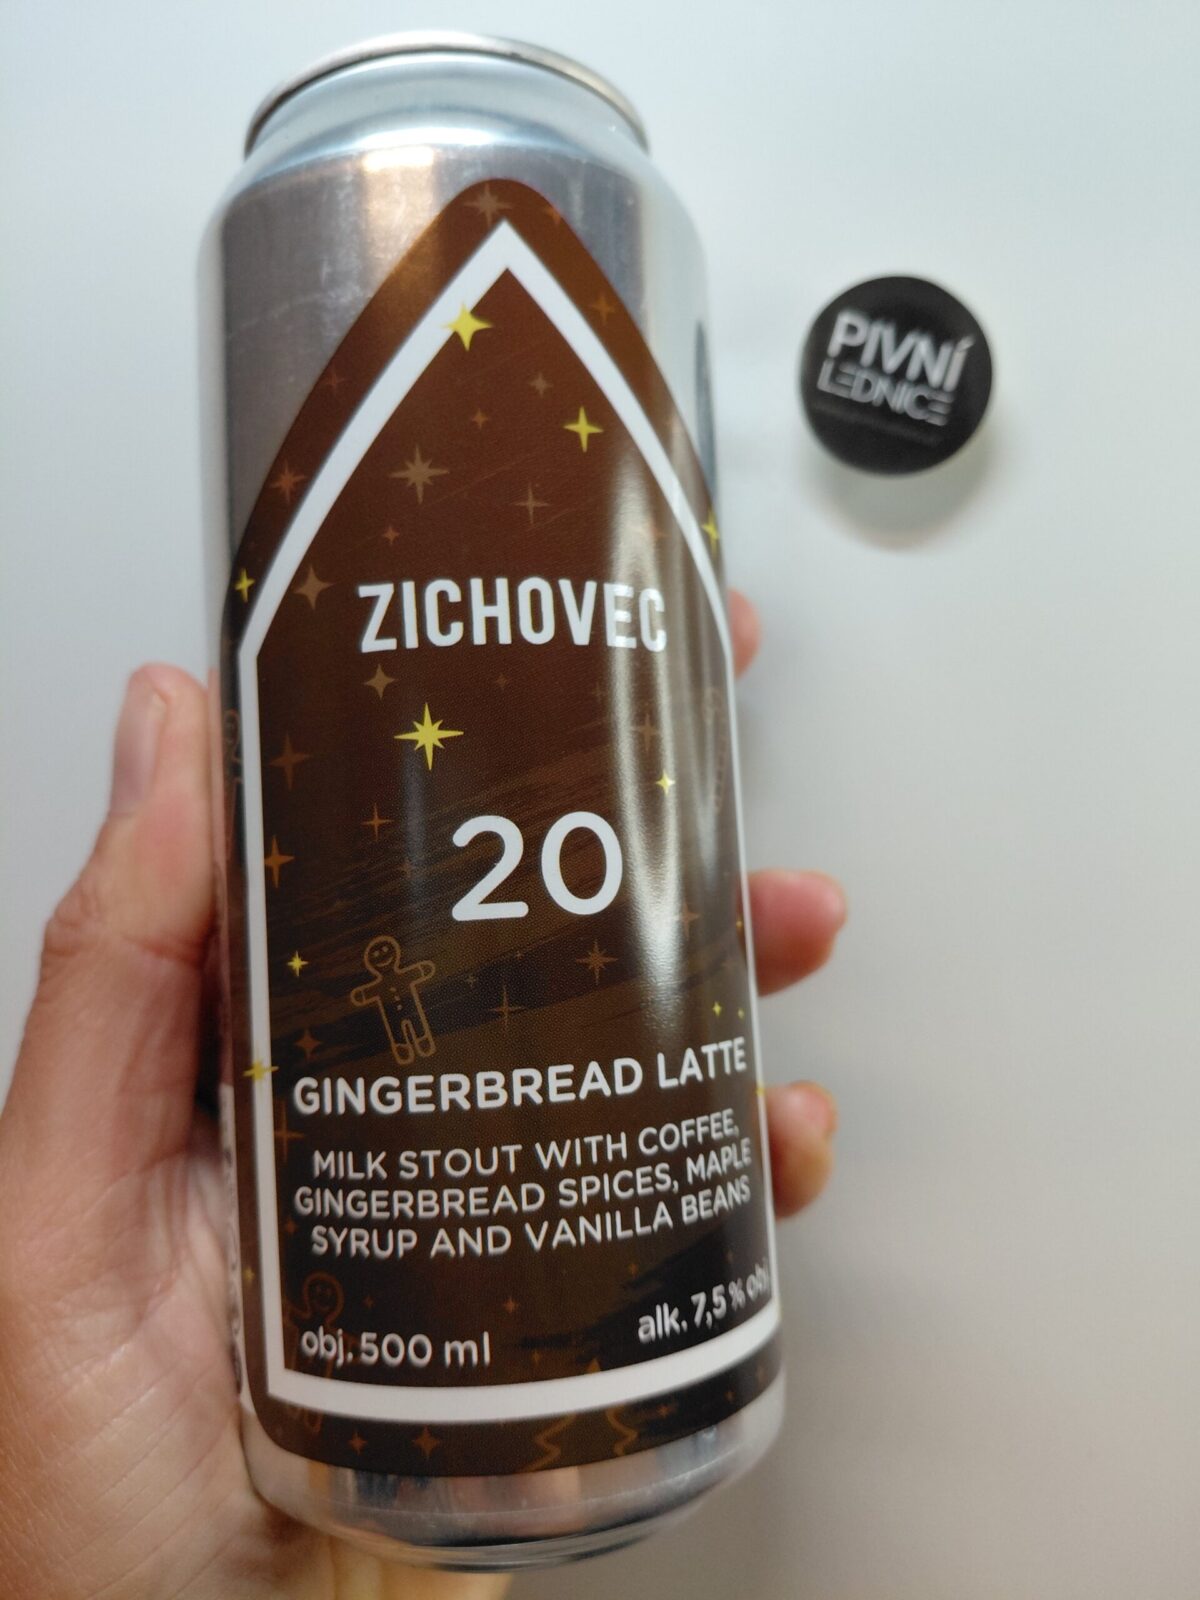 ZICHOVEC
20
GINGERBREAD LATTE
MILK STOUT WITH COFFEE,
GINGERBREAD SPICES, MAPLE
SYRUP AND VANILLA BEANS
obj. 500 ml
alk. 7,5 % obj.
PIVNÍ
LEDNICE